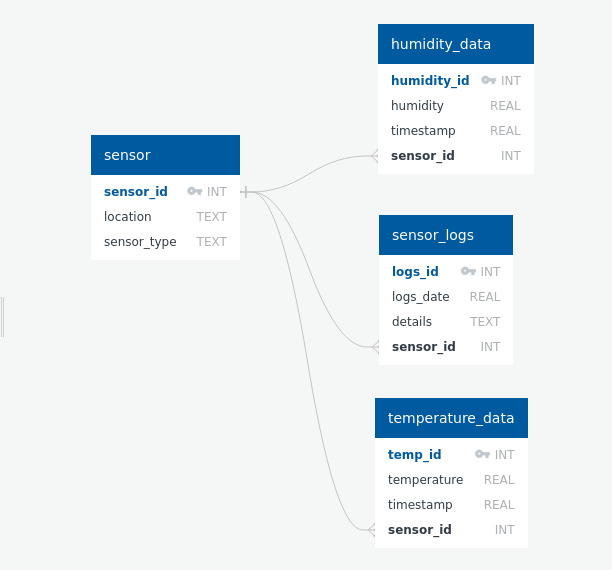 sensor
sensor_id INT
location TEXT
sensor_type TEXT
humidity_data
humidity_id INT
humidity REAL
timestamp REAL
sensor_id INT
sensor_logs
logs_id INT
logs_date REAL
details TEXT
sensor_id INT
temperature_data
temp_id INT
temperature REAL
timestamp REAL
sensor_id INT